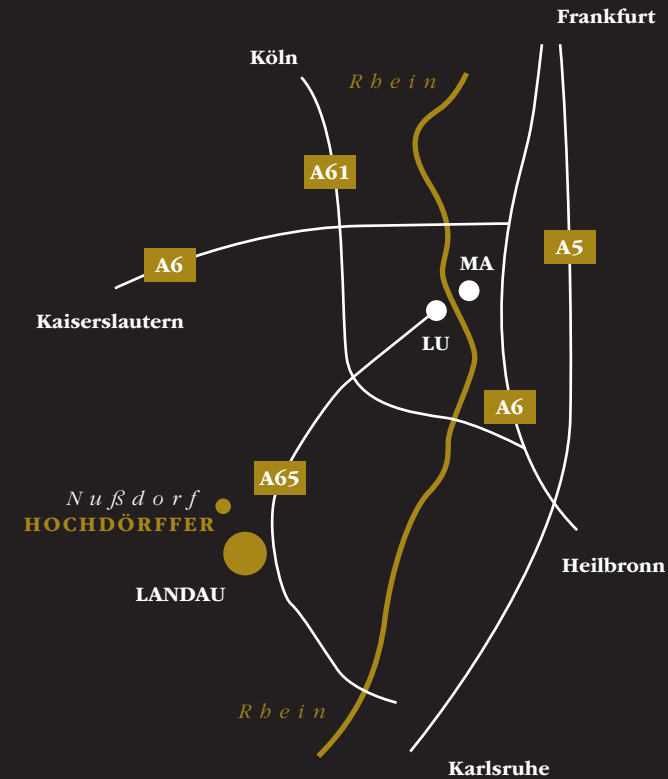 Frankfurt
Köln
Rhein
A61
A5
A6
MA
Kaiserslautern
LU
A6
A65
Nußdorf
HOCHDÖRFFER
Heilbronn
LANDAU
Rhein
Karlsruhe